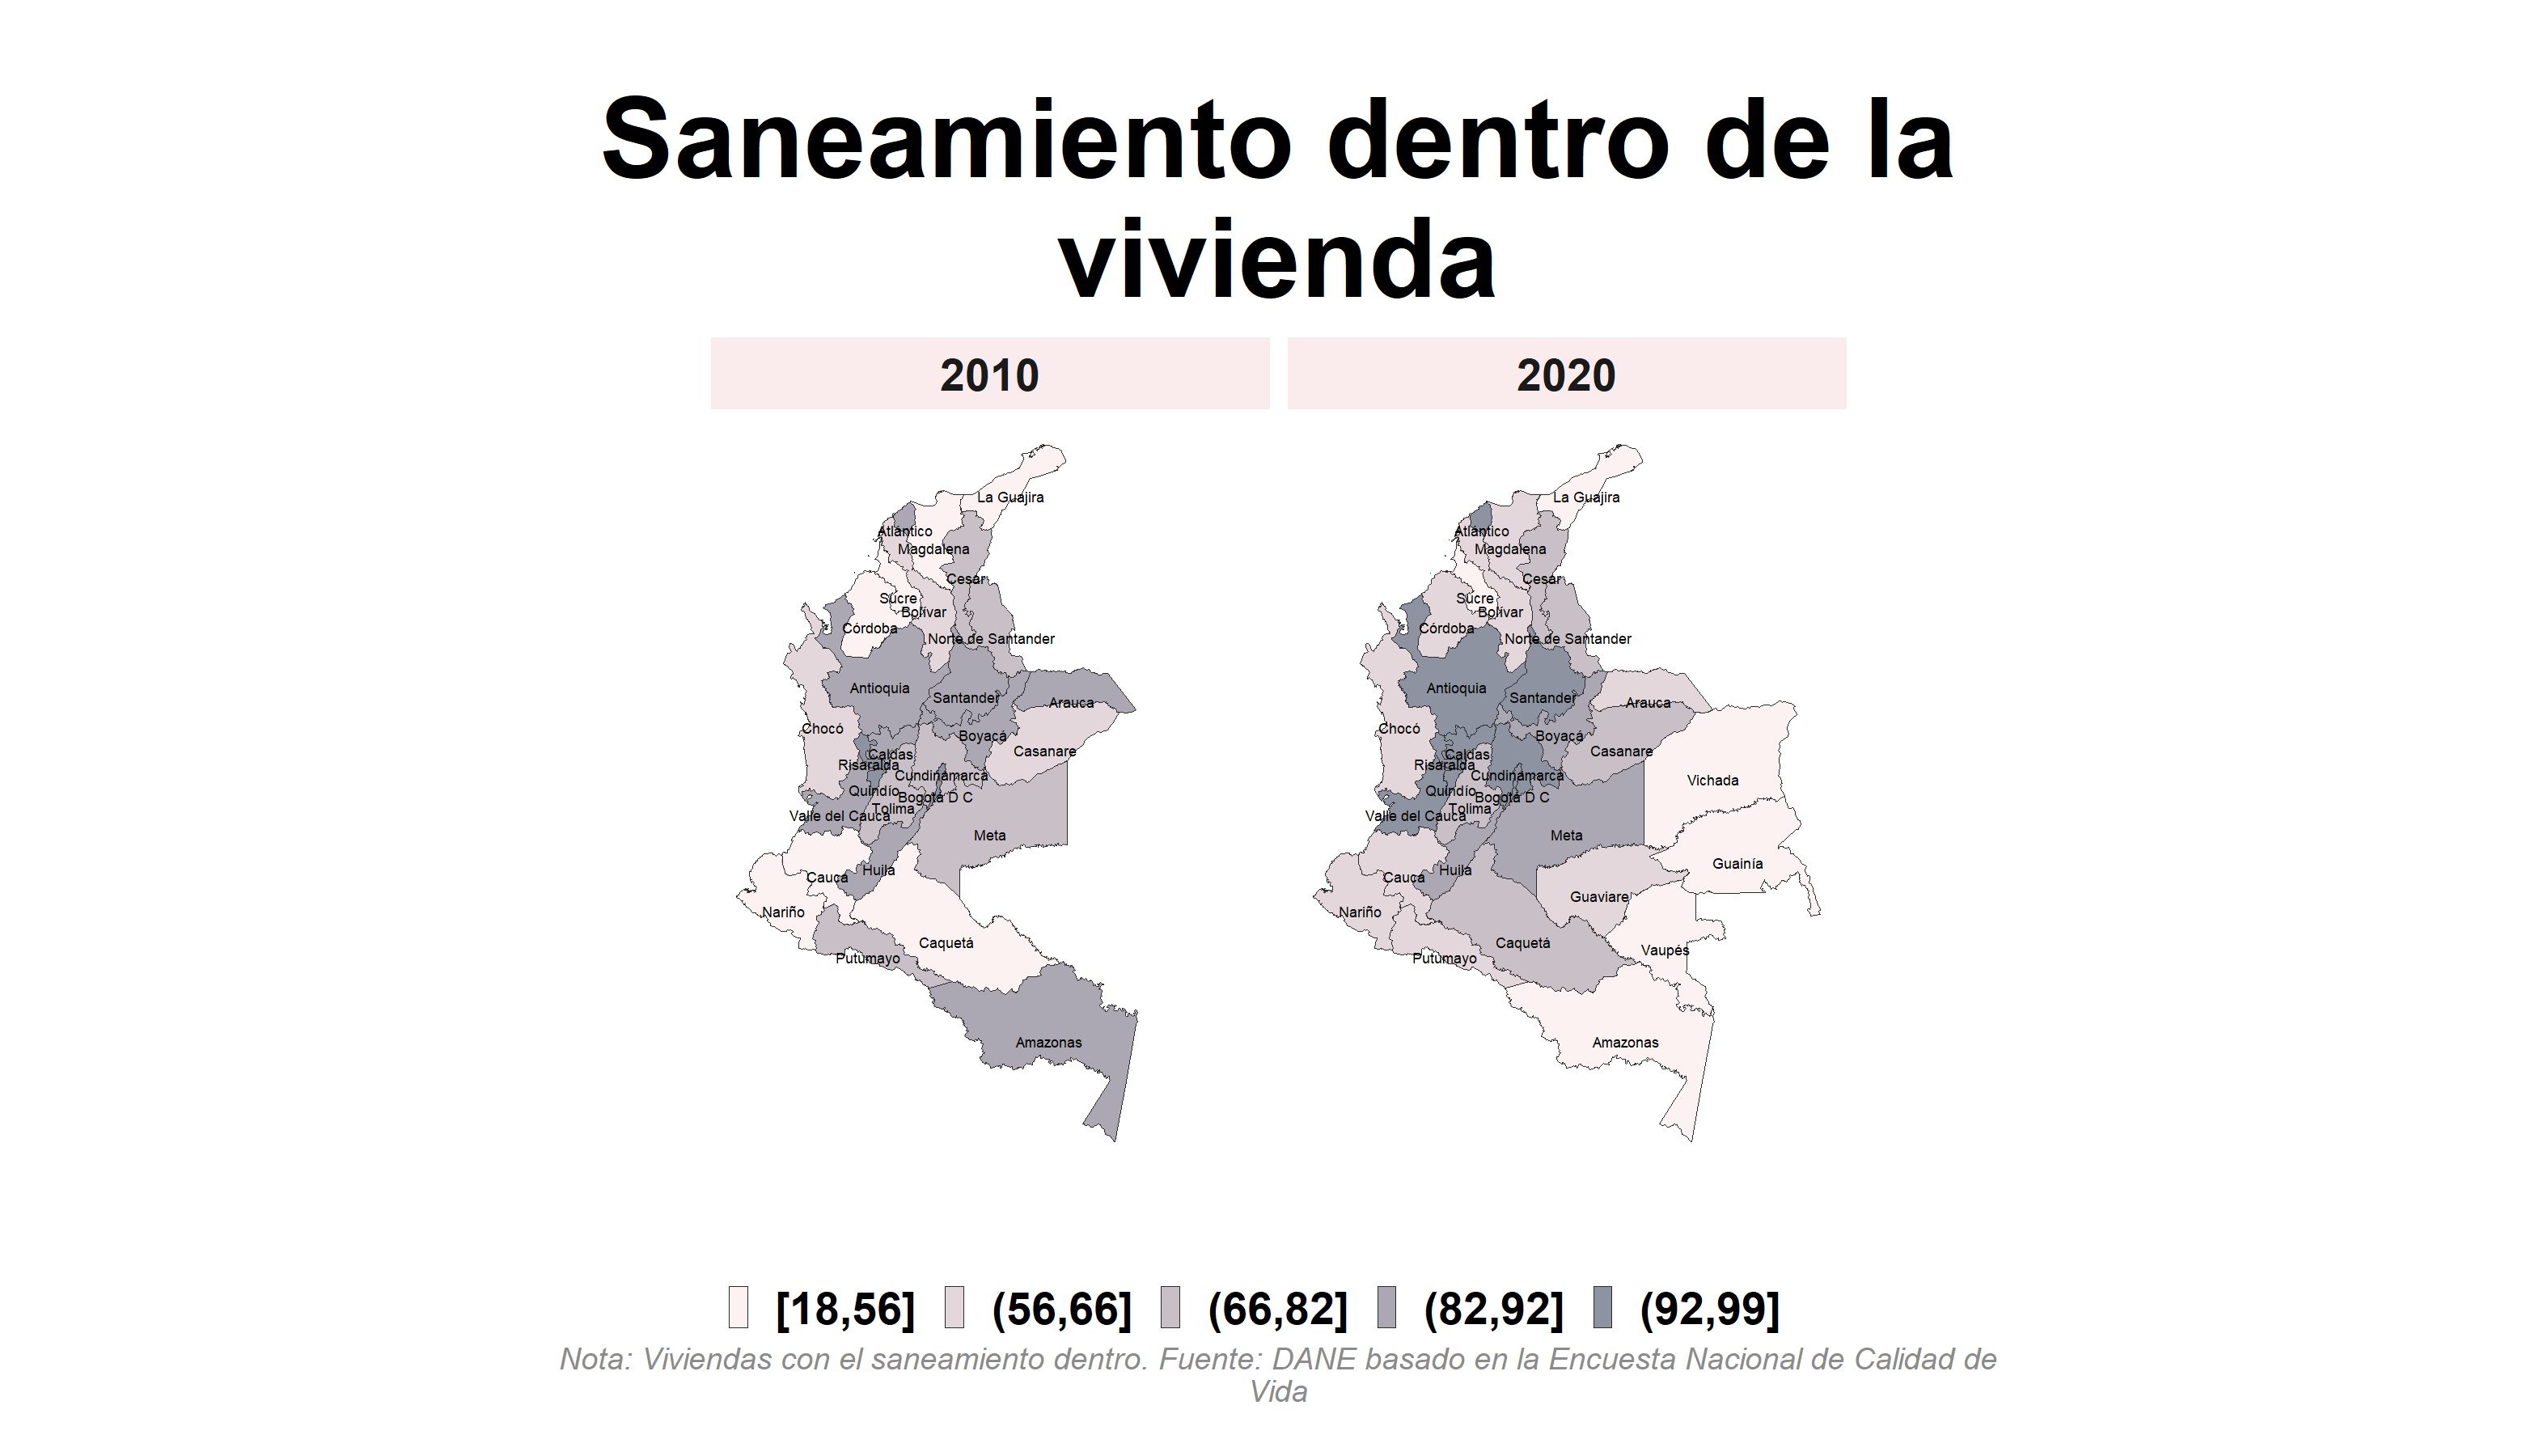 Saneamiento dentro de la
vivienda
2010
2020
La Guajira
Atlántico
Magdalena
Cesar
Sucre
Bolívar
Córdoba
Norte de Santander
Antioquia
Santander
Arauca
Chocó
Boyacá
Casanare
Caldas
Risaralda
Cundinamarca
Quindío
Bogotá D C
Tolima
Valle del Cauca
Meta
Huila
Cauca
Nariño
Caquetá
Putumayo
Amazonas
La Guajira
Atlántico
Magdalena
Cesar
Sucre
Bolívar
Córdoba
Norte de Santander
Antioquia
Santander
Arauca
Chocó
Boyacá
Casanare
Caldas
Risaralda
Cundinamarca
Vichada
Quindío
Bogotá D C
Tolima
Valle del Cauca
Meta
Guainía
Huila
Cauca
Guaviare
Nariño
Caquetá
Vaupés
Putumayo
Amazonas
[18,56] (56,66] (66,82] (82,92] (92,99]
Nota: Viviendas con el saneamiento dentro. Fuente: DANE basado en la Encuesta Nacional de Calidad de
Vida